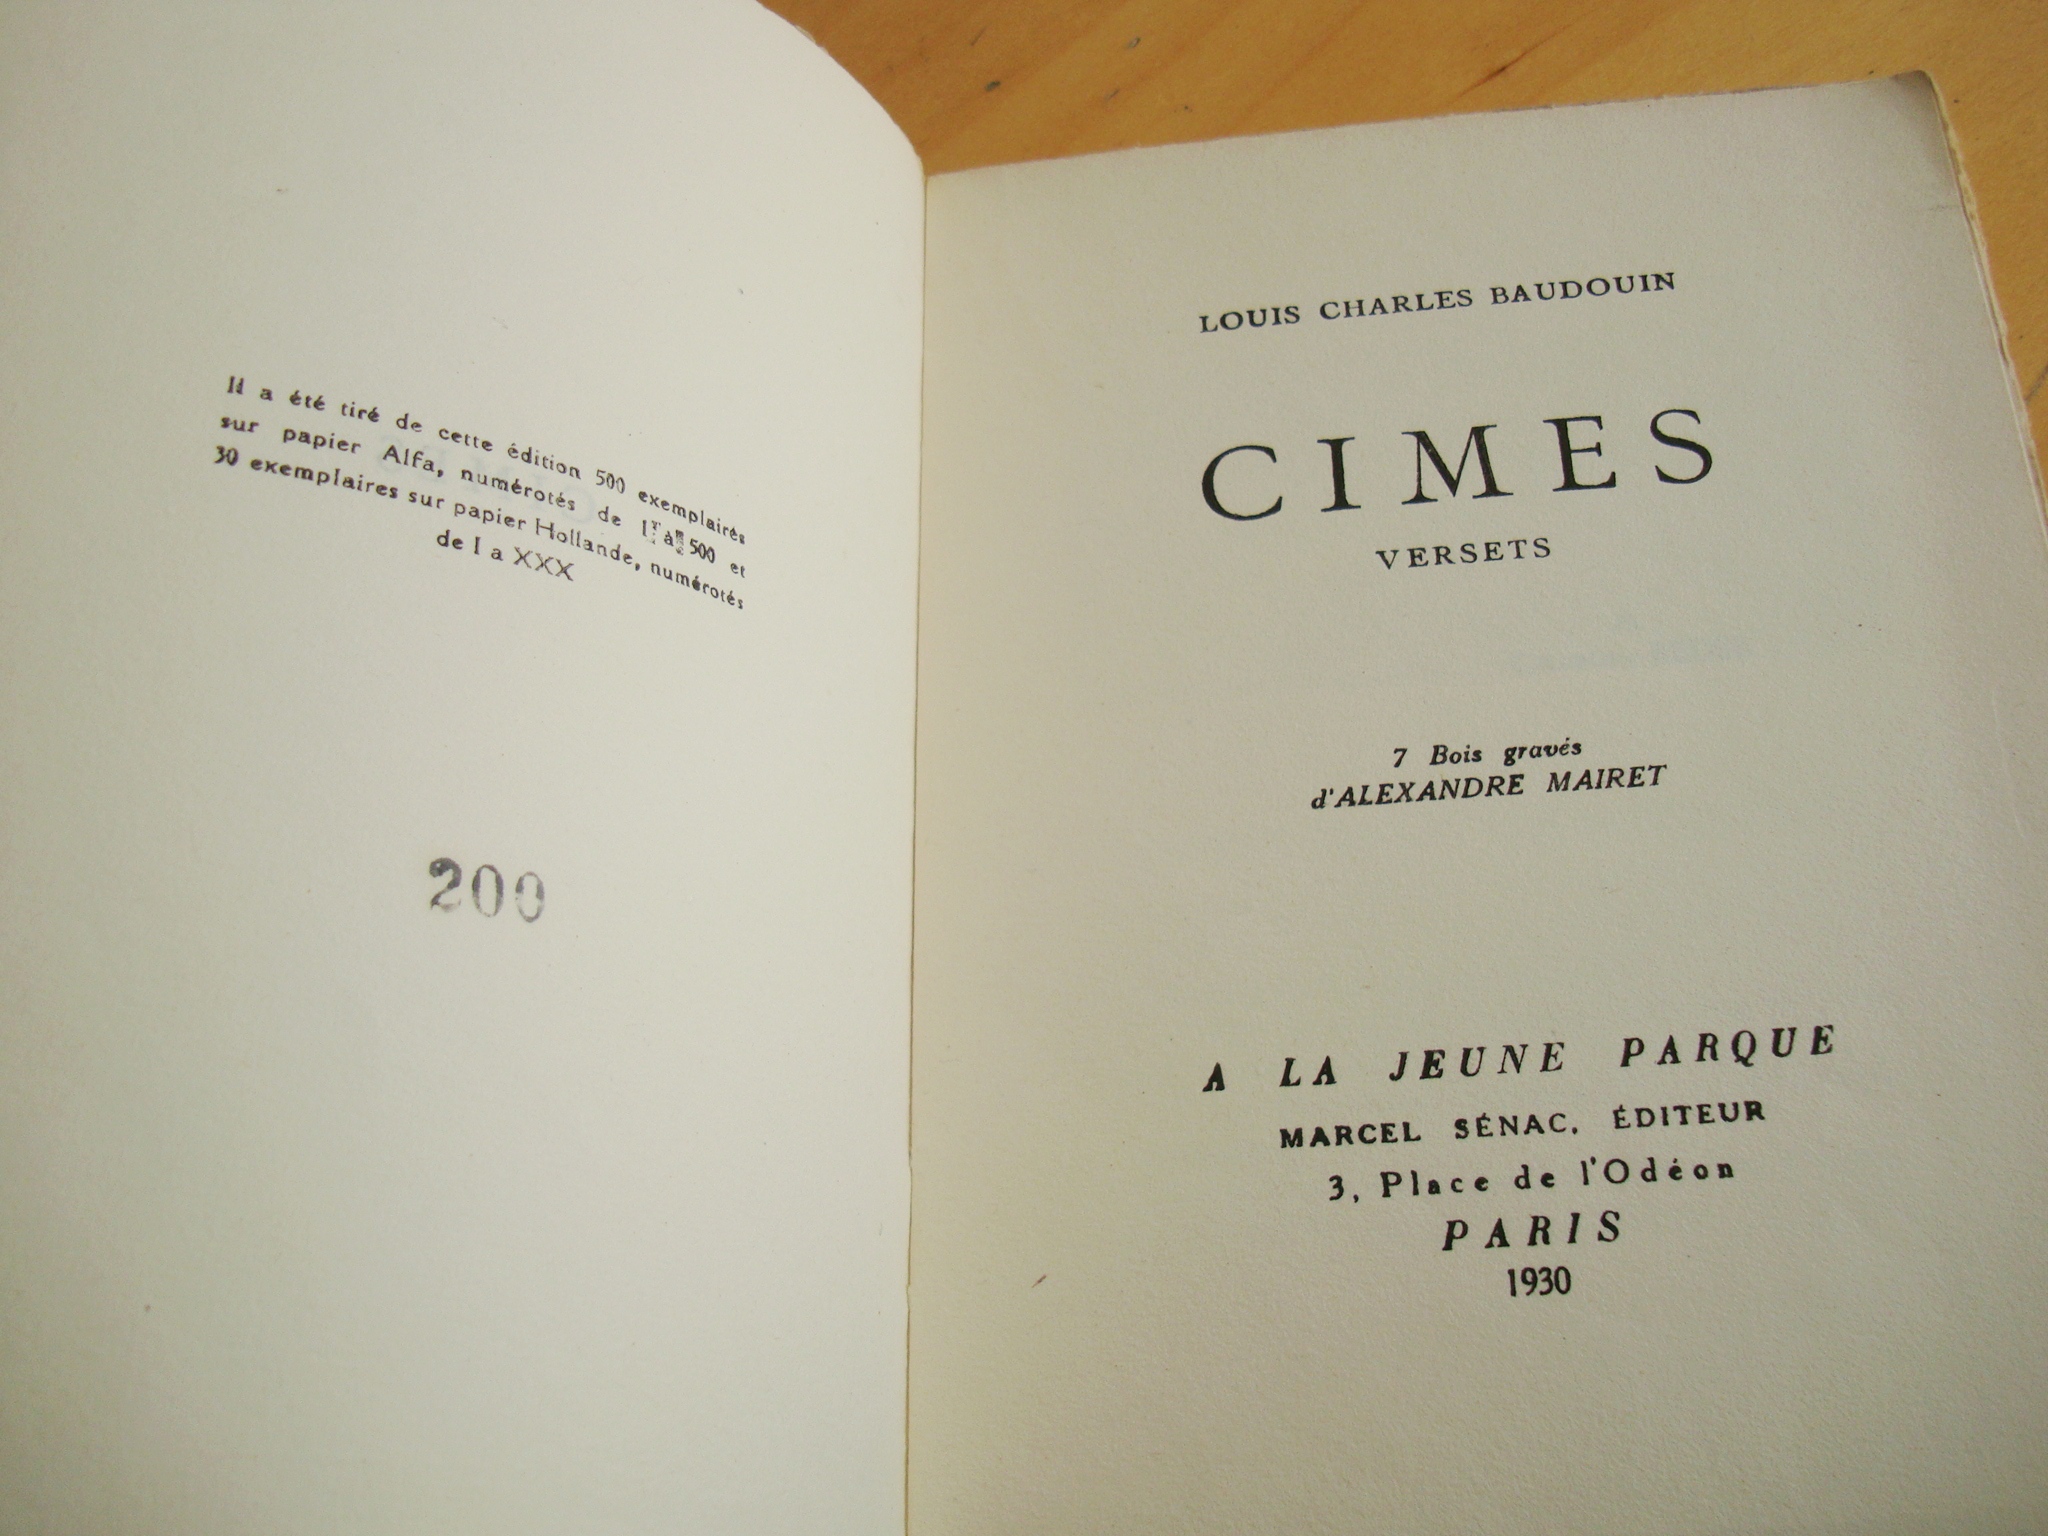 Il a été tiré de cette édition 500 exemplaires
sur papier Alfa, numérotés de 1 à 500 et
30 exemplaires sur papier Hollande, numérotés
de I a XXX
200
LOUIS CHARLES BAUDOUIN
CIMES
VERSETS
7 Bois gravés
d'ALEXANDRE MAIRET
A LA JEUNE PARQUE
MARCEL SÉNAC, ÉDITEUR
3, Place de l'Odéon
PARIS
1930